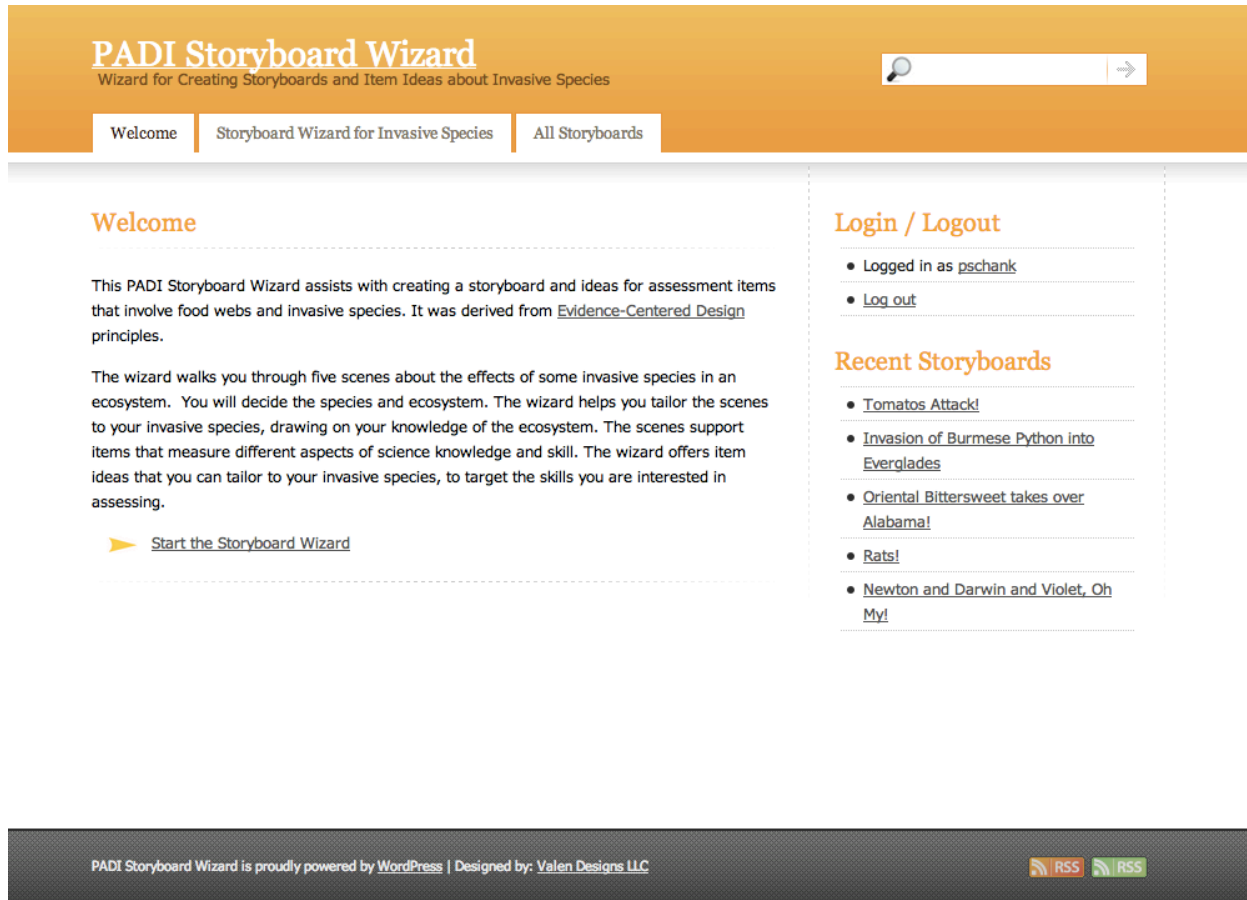 PADI Storyboard Wizard
Wizard for Creating Storyboards and Item Ideas about Invasive Species
Welcome
Storyboard Wizard for Invasive Species
All Storyboards
Welcome
This PADI Storyboard Wizard assists with creating a storyboard and ideas for assessment items
that involve food webs and invasive species. It was derived from Evidence-Centered Design
principles.
The wizard walks you through five scenes about the effects of some invasive species in an
ecosystem.  You will decide the species and ecosystem. The wizard helps you tailor the scenes
to your invasive species, drawing on your knowledge of the ecosystem. The scenes support
items that measure different aspects of science knowledge and skill. The wizard offers item
ideas that you can tailor to your invasive species, to target the skills you are interested in
assessing.
Start the Storyboard Wizard
Login / Logout
Logged in as pschank
Log out
Recent Storyboards
Tomatos Attack!
Invasion of Burmese Python into
Everglades
Oriental Bittersweet takes over
Alabama!
Rats!
Newton and Darwin and Violet, Oh
My!
PADI Storyboard Wizard is proudly powered by WordPress | Designed by: Valen Designs LLC
RSS
RSS